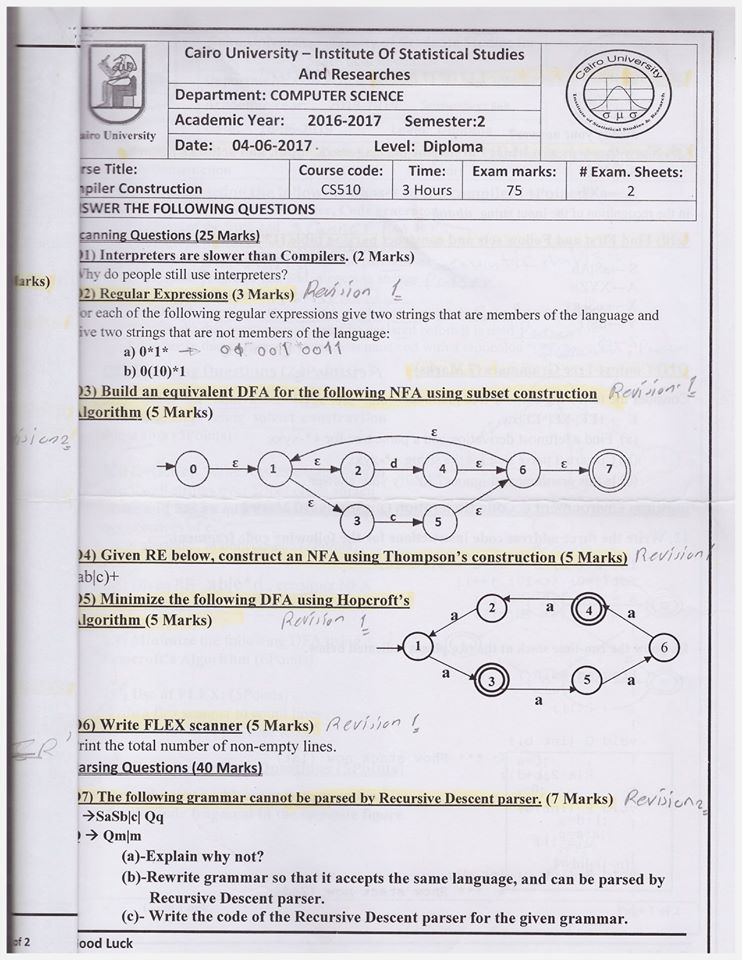 Cairo University – Institute Of Statistical Studies
And Researches
Department: COMPUTER SCIENCE
Academic Year: 2016-2017 Semester:2
Date: 04-06-2017. Level: Diploma
airo University
Cairo University
Institute of Statistical Studies & Research
σ μ σ
rse Title: Course code: Time: Exam marks: # Exam. Sheets:
piler Construction CS510 3 Hours 75 2
SWER THE FOLLOWING QUESTIONS
canning Questions (25 Marks)
1) Interpreters are slower than Compilers. (2 Marks)
hy do people still use interpreters?
arks)
2) Regular Expressions (3 Marks) Revision 1
or each of the following regular expressions give two strings that are members of the language and
ive two strings that are not members of the language:
a) 0*1* → 001 0011
b) 0(10)*1
3) Build an equivalent DFA for the following NFA using subset construction Revision 1
lgorithm (5 Marks)
ε
0 ε 1 ε 2 d 4 ε 6 ε 7
ε 3 c 5 ε
4) Given RE below, construct an NFA using Thompson's construction (5 Marks) Revision 1
ab|c)+
5) Minimize the following DFA using Hopcroft's
lgorithm (5 Marks) Revision 1
a 2 a 4 a
1 6
a 3 a 5 a
6) Write FLEX scanner (5 Marks) Revision 1
rint the total number of non-empty lines.
arsing Questions (40 Marks)
7) The following grammar cannot be parsed by Recursive Descent parser. (7 Marks) Revision 2
→SaSb|c| Qq
→ Qm|m
(a)-Explain why not?
(b)-Rewrite grammar so that it accepts the same language, and can be parsed by
Recursive Descent parser.
(c)- Write the code of the Recursive Descent parser for the given grammar.
of 2
ood Luck